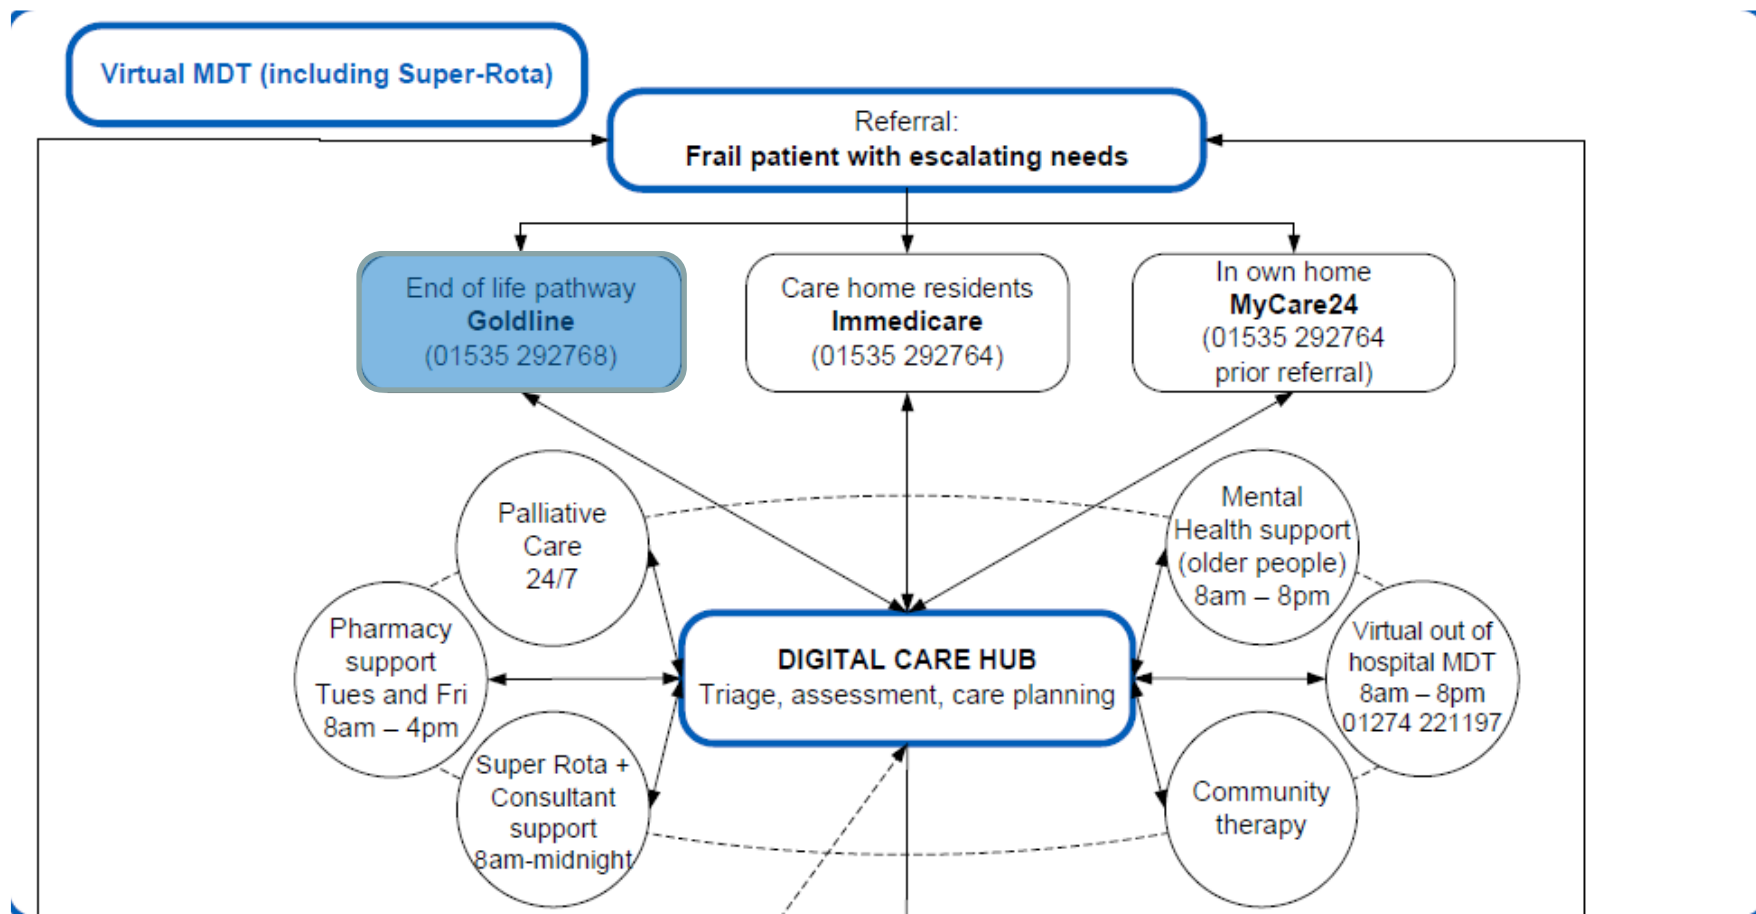 Virtual MDT (including Super-Rota)
Referral:
Frail patient with escalating needs
End of life pathway
Goldline
(01535 292768)
Care home residents
Immedicare
(01535 292764)
In own home
MyCare24
(01535 292764
prior referral)
Palliative
Care
24/7
Mental
Health support
(older people)
8am – 8pm
Pharmacy
support
Tues and Fri
8am – 4pm
DIGITAL CARE HUB
Triage, assessment, care planning
Virtual out of
hospital MDT
8am – 8pm
01274 221197
Super Rota +
Consultant
support
8am-midnight
Community
therapy